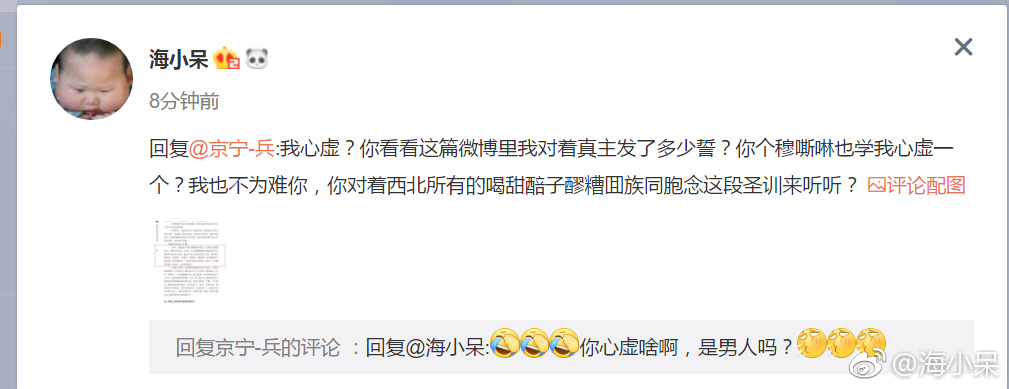 海小呆
8分钟前
回复@京宁-兵:我心虚？你看看这篇微博里我对着真主发了多少誓？你个穆嘶啉也学我心虚一
个？我也不为难你，你对着西北所有的喝甜醅子醪糟囬族同胞念这段圣训来听听？ 评论配图
回复京宁-兵的评论 ：回复@海小呆:你心虚啥啊，是男人吗？
@海小呆